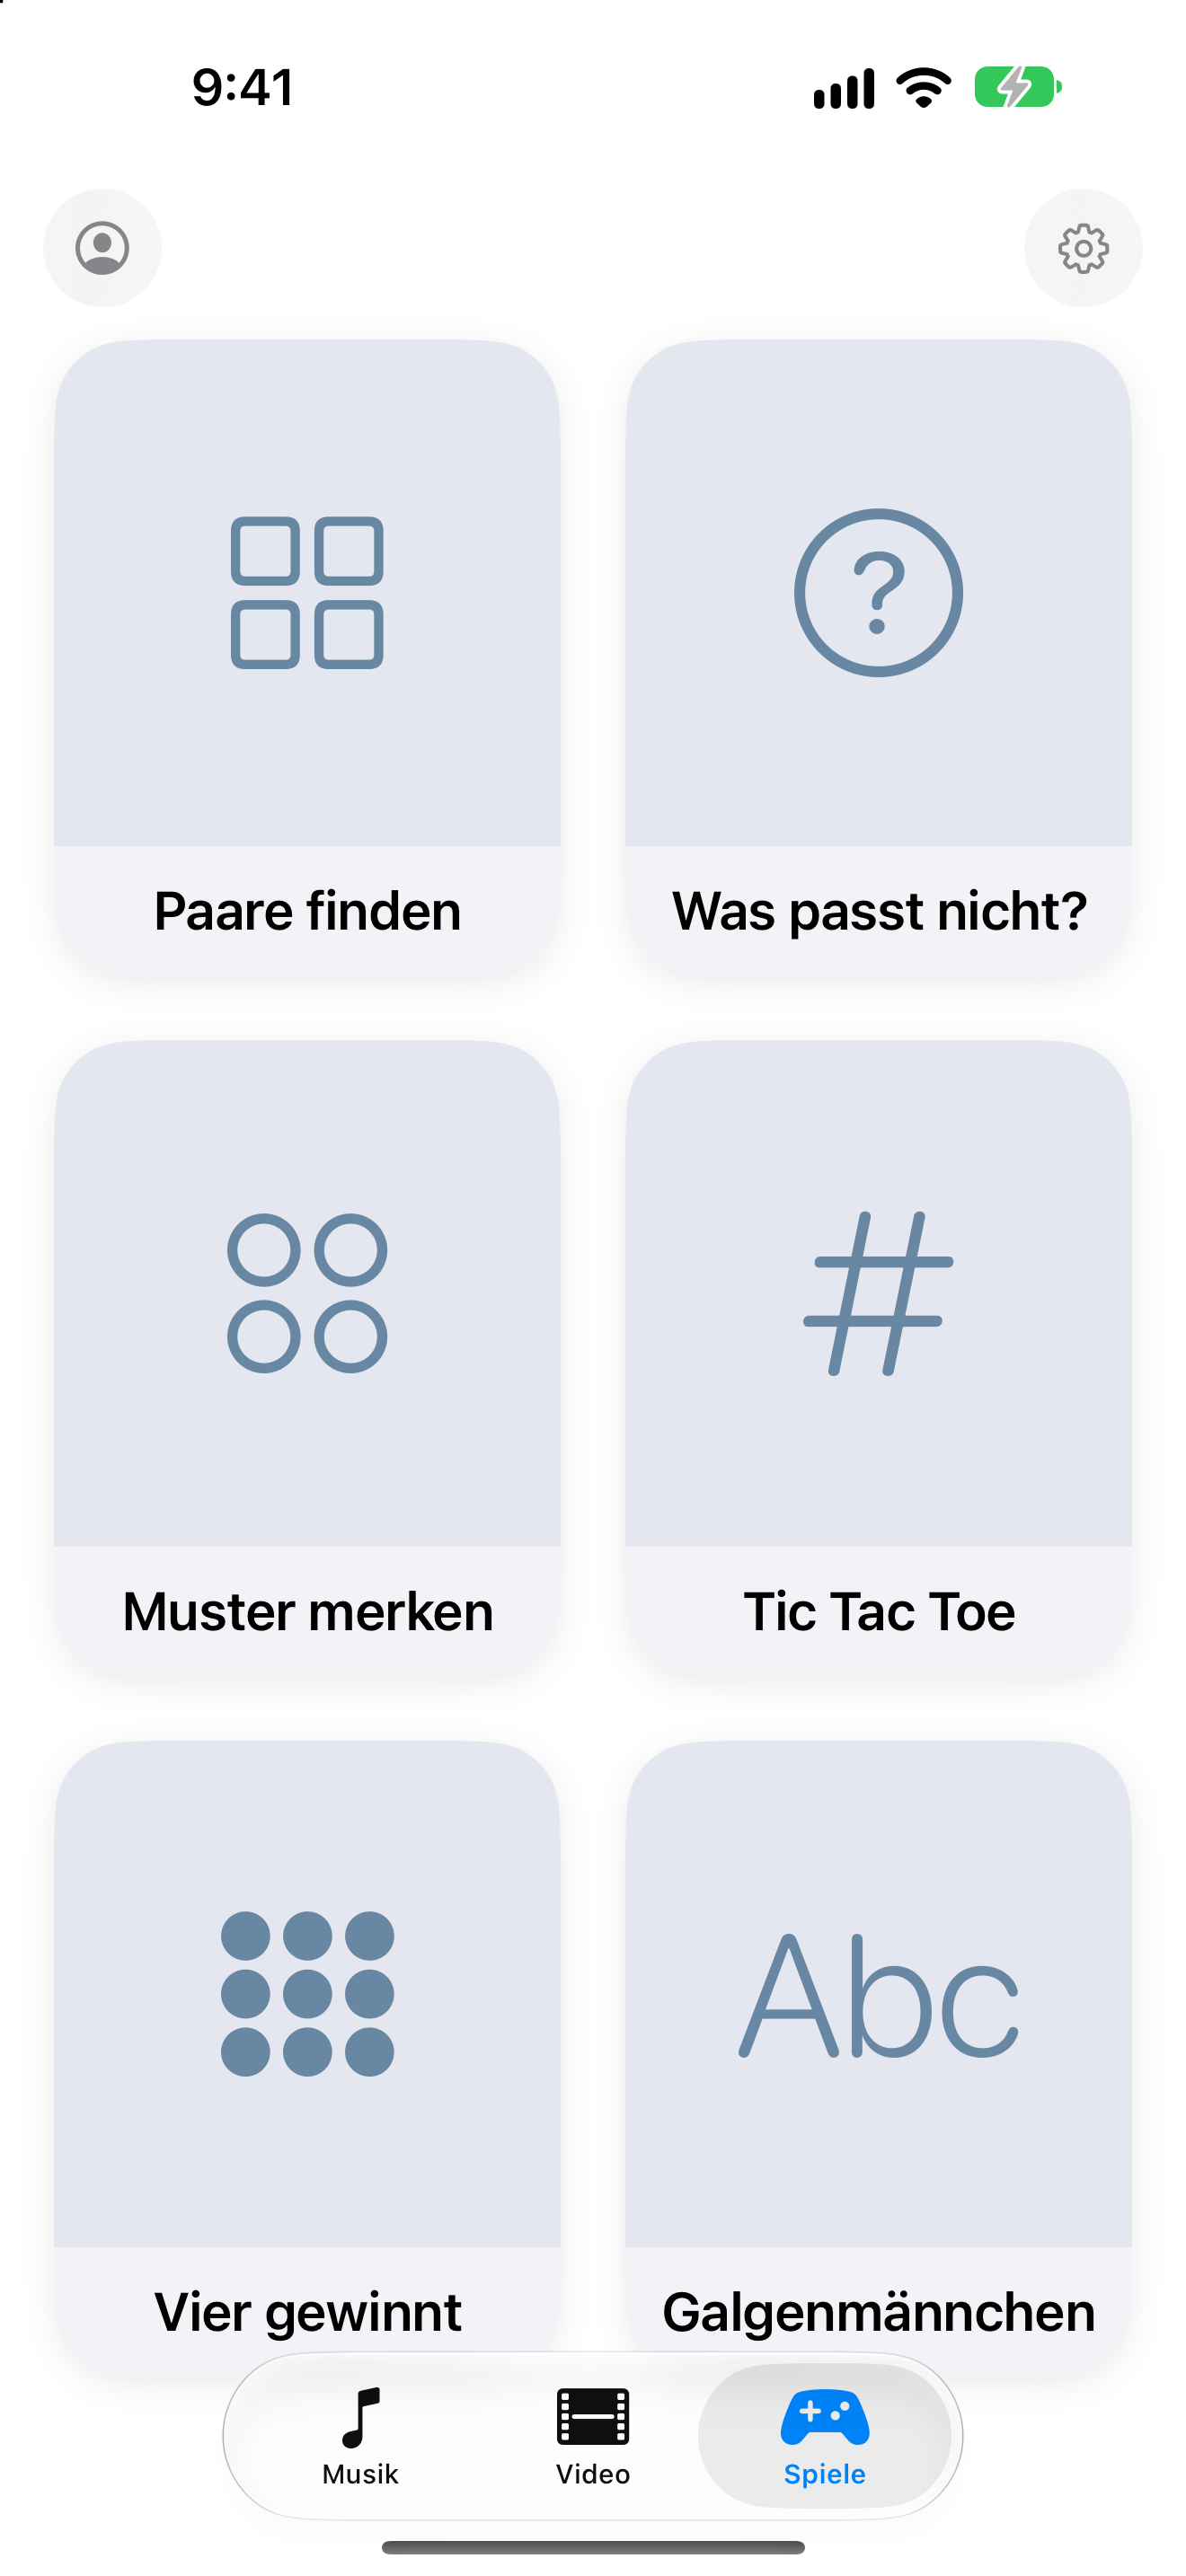 9:41
Paare finden
Was passt nicht?
Muster merken
Tic Tac Toe
Abc
Vier gewinnt
Galgenmännchen
Musik
Video
Spiele